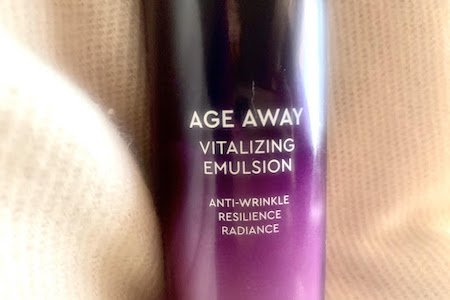 AGE AWAY
VITALIZING
EMULSION
ANTI-WRINKLE
RESILIENCE
RADIANCE